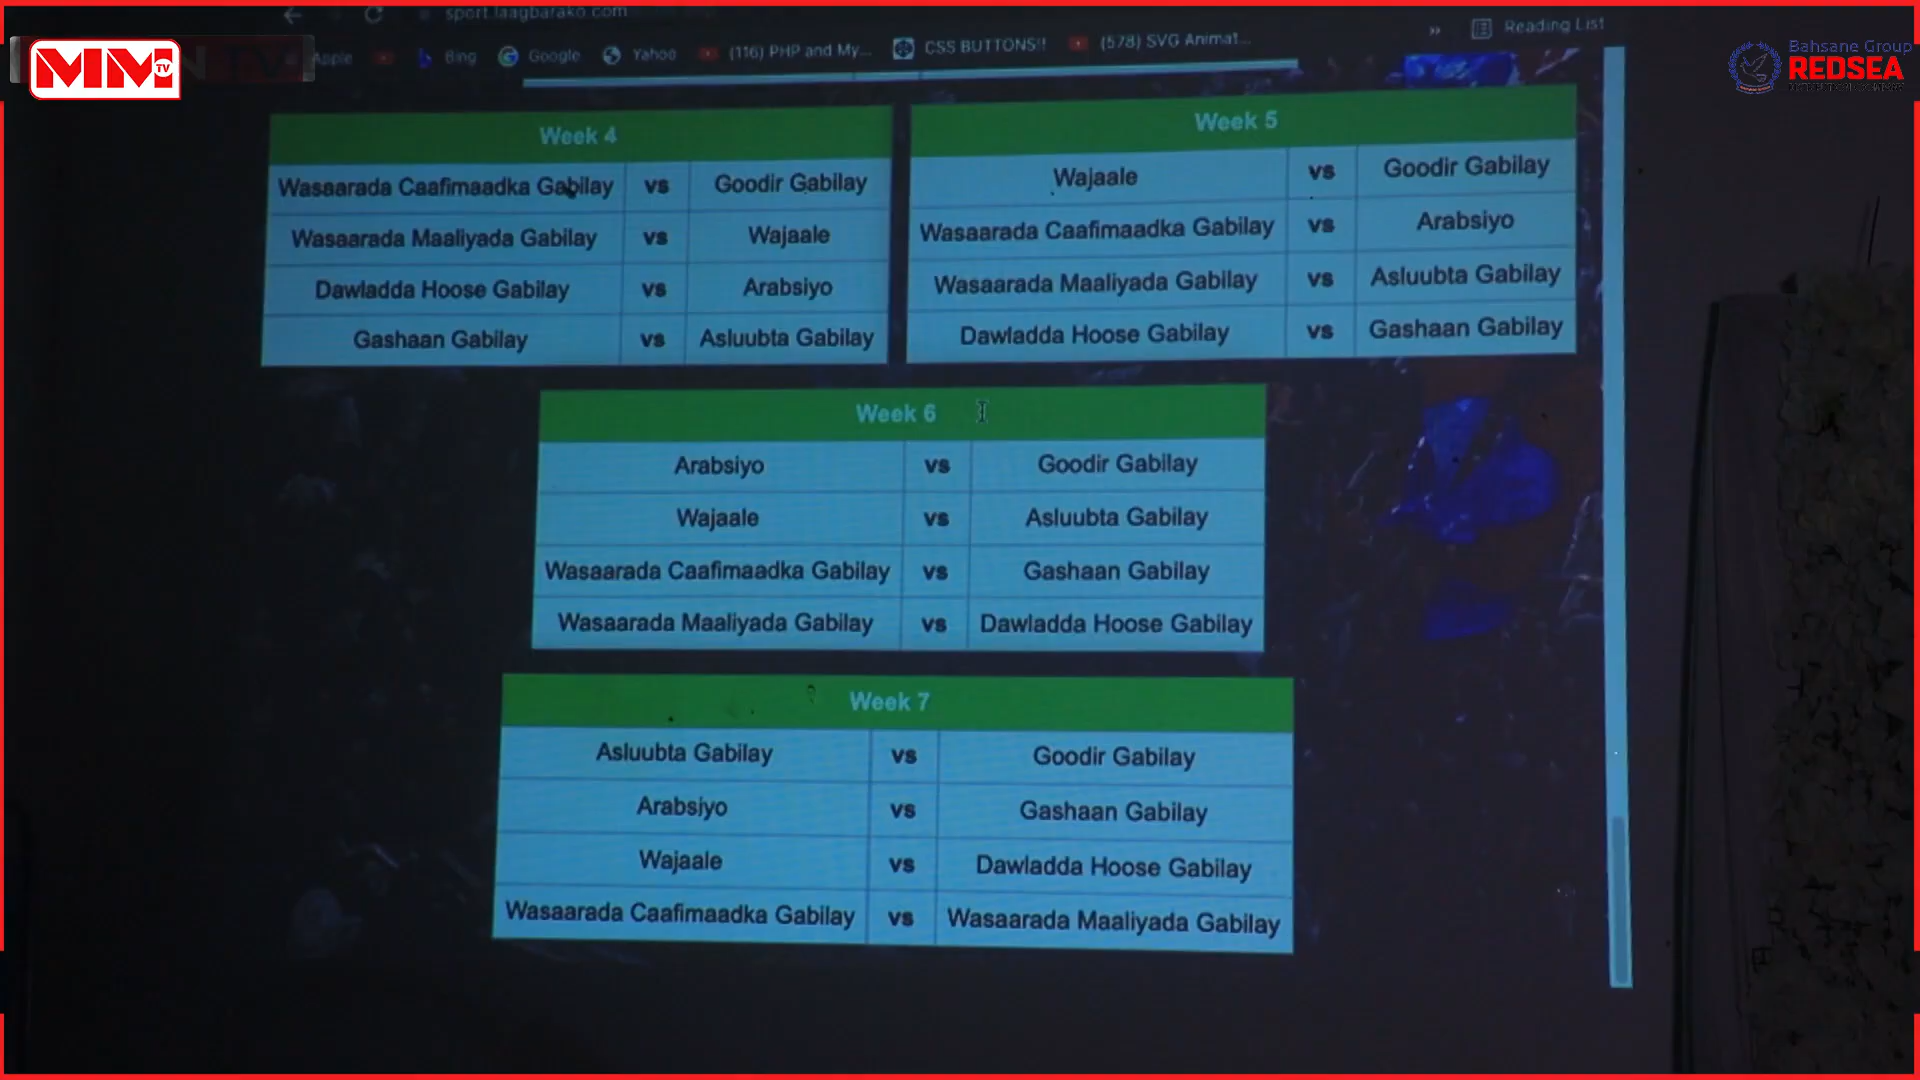 sport.laagbarako.com
Apple Bing Google Yahoo (116) PHP and My... CSS BUTTONS!! (578) SVG Animat... » Reading List
MM TV
Bahsane Group
REDSEA
Week 4
Wasaarada Caafimaadka Gabilay vs Goodir Gabilay
Wasaarada Maaliyada Gabilay vs Wajaale
Dawladda Hoose Gabilay vs Arabsiyo
Gashaan Gabilay vs Asluubta Gabilay
Week 5
Wajaale vs Goodir Gabilay
Wasaarada Caafimaadka Gabilay vs Arabsiyo
Wasaarada Maaliyada Gabilay vs Asluubta Gabilay
Dawladda Hoose Gabilay vs Gashaan Gabilay
Week 6
Arabsiyo vs Goodir Gabilay
Wajaale vs Asluubta Gabilay
Wasaarada Caafimaadka Gabilay vs Gashaan Gabilay
Wasaarada Maaliyada Gabilay vs Dawladda Hoose Gabilay
Week 7
Asluubta Gabilay vs Goodir Gabilay
Arabsiyo vs Gashaan Gabilay
Wajaale vs Dawladda Hoose Gabilay
Wasaarada Caafimaadka Gabilay vs Wasaarada Maaliyada Gabilay